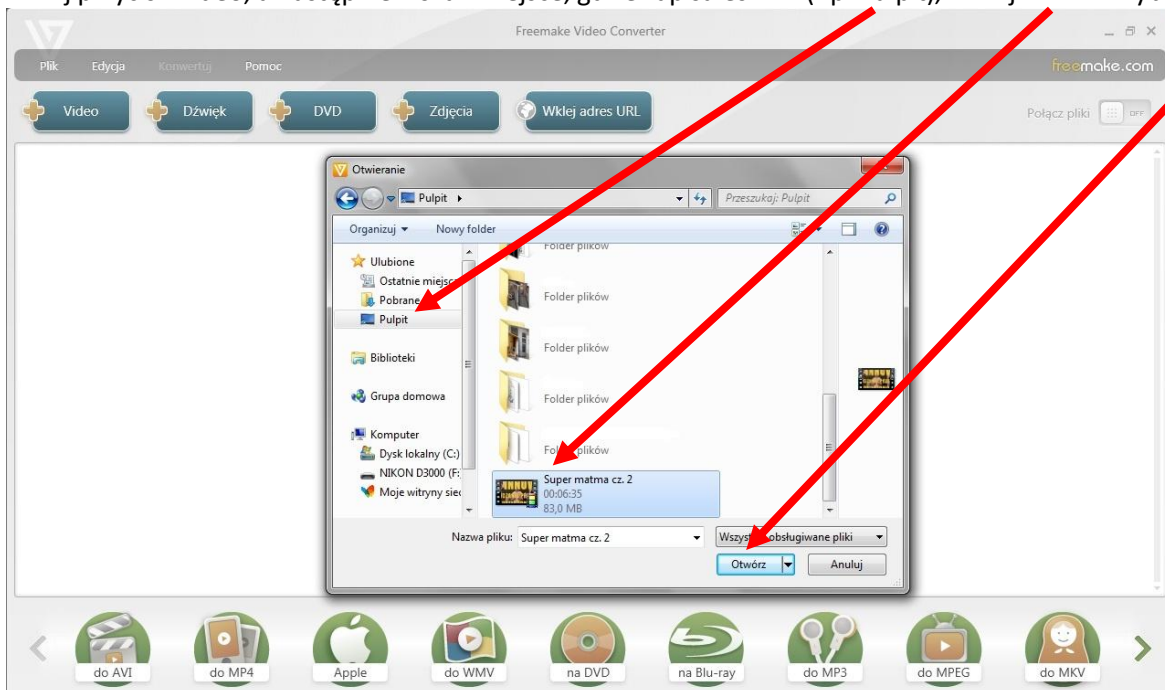 Freemake Video Converter
Plik Edycja Konwertuj Pomoc
freemake.com
Video Dźwięk DVD Zdjęcia Wklej adres URL
Połącz pliki OFF
Otwieranie
Pulpit
Przeszukaj: Pulpit
Organizuj Nowy folder
Ulubione
Ostatnie
Pobrane
Pulpit
Biblioteki
Grupa domowa
Komputer
Dysk lokalny (C:)
NIKON D3000 (F:
Moje witryny siec
Folder plików
Folder plików
Folder plików
Folder plików
Folder plików
Super matma cz. 2
00:06:35
83,0 MB
Nazwa pliku: Super matma cz. 2
obsługiwane pliki
Otwórz Anuluj
do AVI do MP4 Apple do WMV na DVD na Blu-ray do MP3 do MPEG do MKV